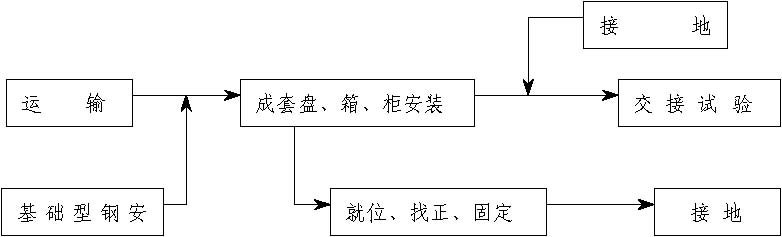 接 地
运 输
成套盘、箱、柜安装
交 接 试 验
基 础 型 钢 安
就位、找正、固定
接 地